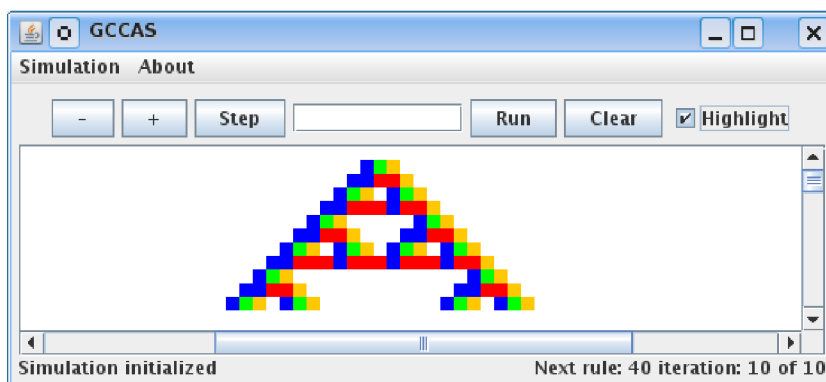 GCCAS
Simulation About
- + Step Run Clear Highlight
Simulation initialized Next rule: 40 iteration: 10 of 10